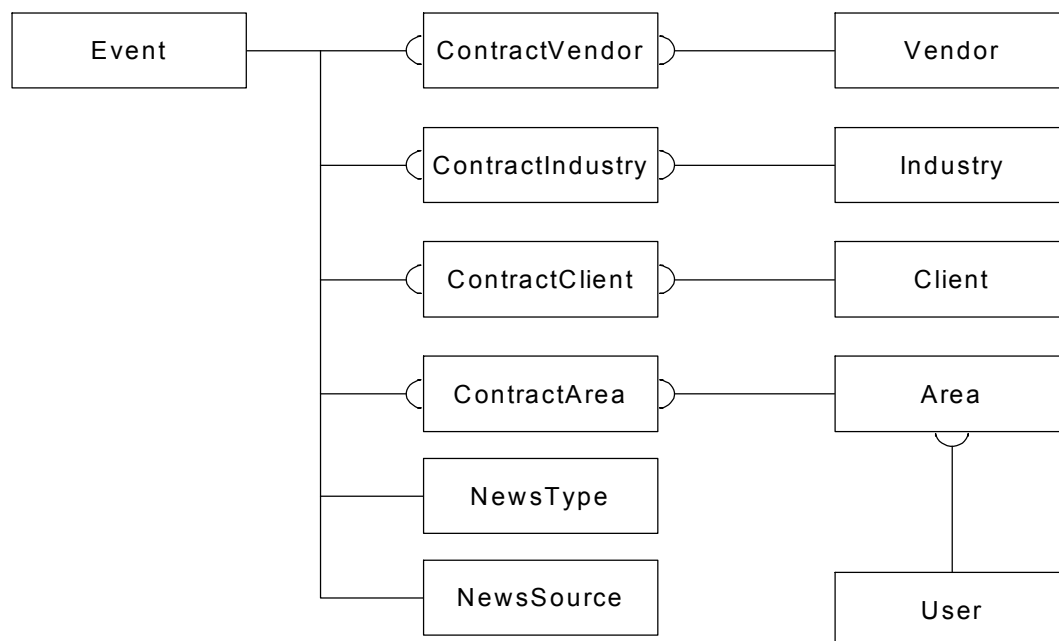 Event
ContractVendor
Vendor
ContractIndustry
Industry
ContractClient
Client
ContractArea
Area
NewsType
NewsSource
User